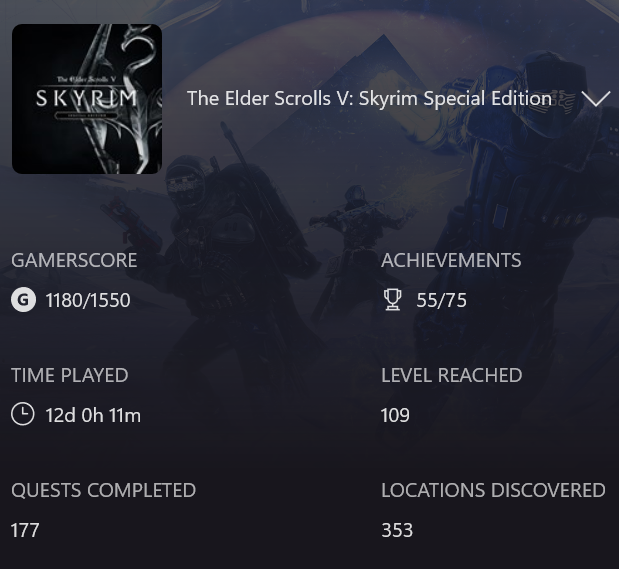 The Elder Scrolls V
SKYRIM
SPECIAL EDITION
The Elder Scrolls V: Skyrim Special Edition
GAMERSCORE
ACHIEVEMENTS
G 1180/1550
55/75
TIME PLAYED
LEVEL REACHED
12d 0h 11m
109
QUESTS COMPLETED
LOCATIONS DISCOVERED
177
353